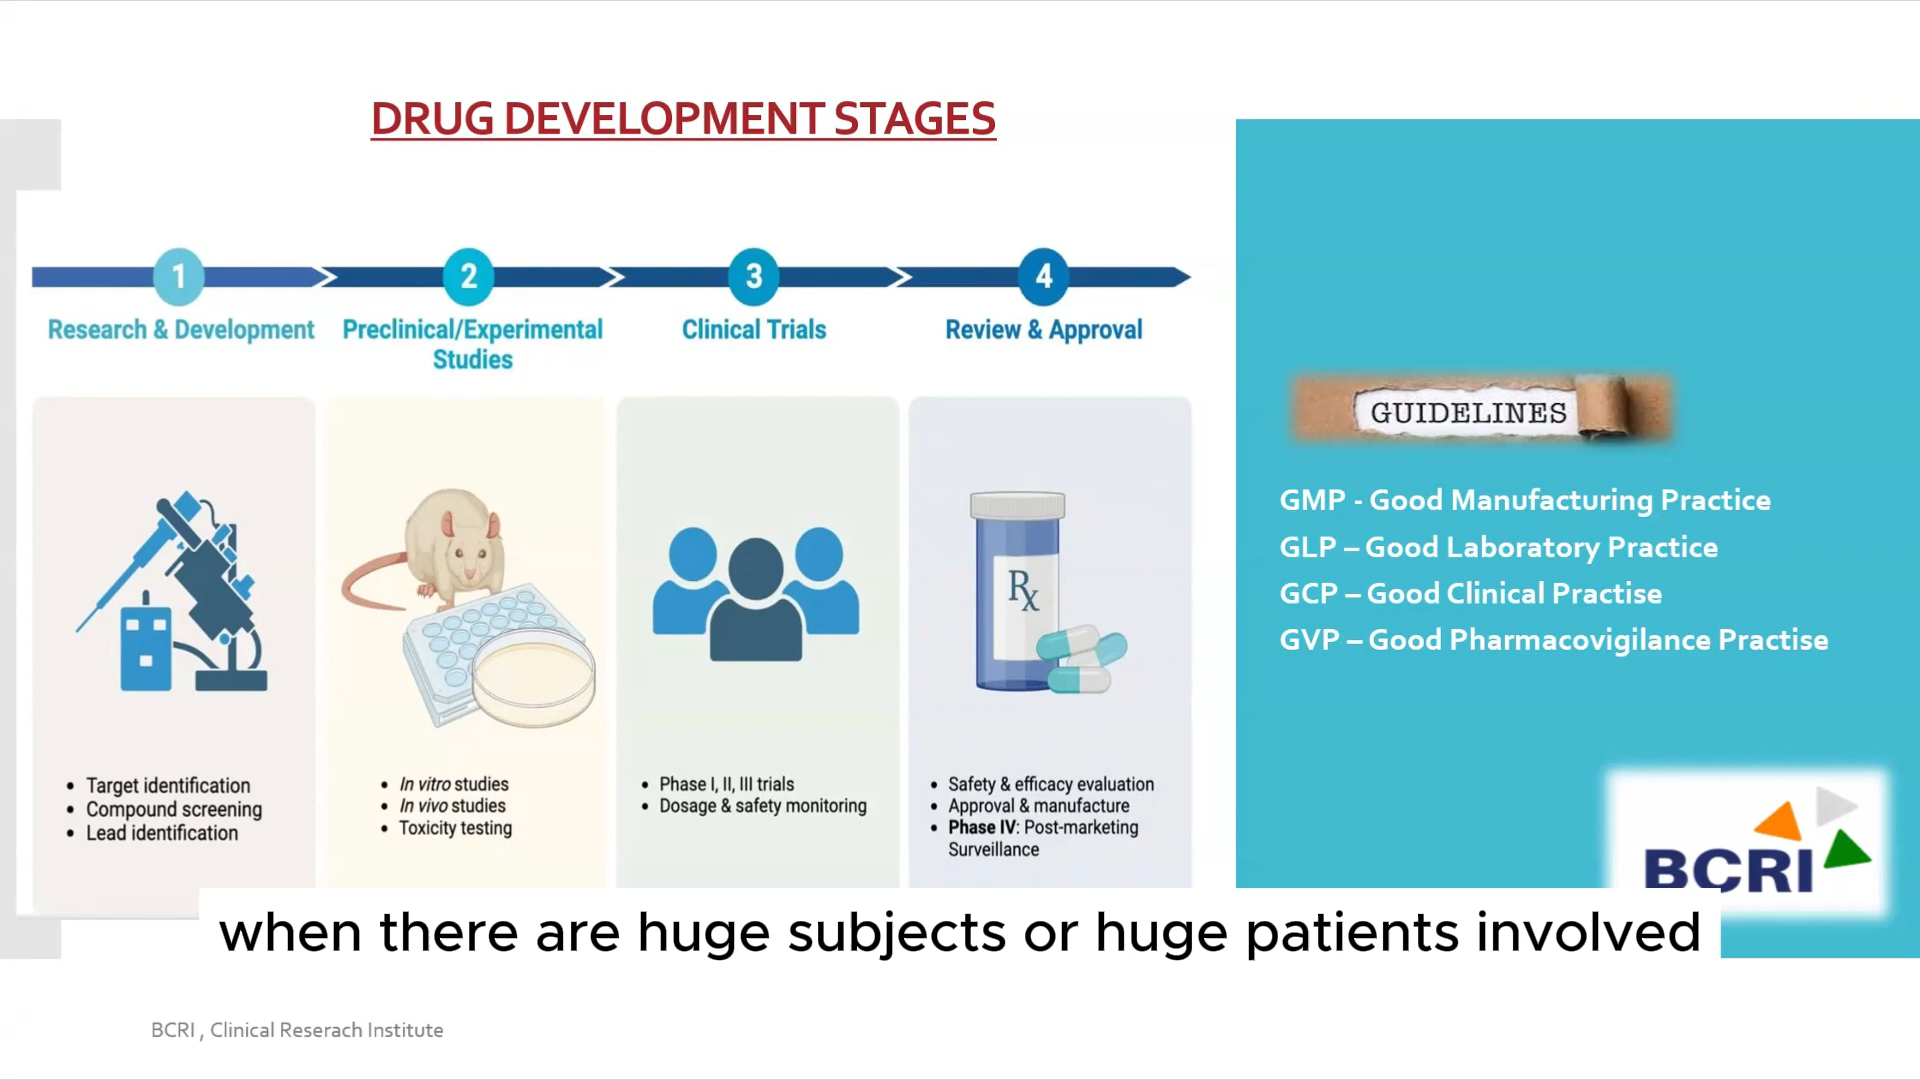 DRUG DEVELOPMENT STAGES
1
2
3
4
Research & Development
Preclinical/Experimental
Studies
Clinical Trials
Review & Approval
Rx
• Target identification
• Compound screening
• Lead identification
• In vitro studies
• In vivo studies
• Toxicity testing
• Phase I, II, III trials
• Dosage & safety monitoring
• Safety & efficacy evaluation
• Approval & manufacture
• Phase IV: Post-marketing
Surveillance
GUIDELINES
GMP - Good Manufacturing Practice
GLP – Good Laboratory Practice
GCP – Good Clinical Practise
GVP – Good Pharmacovigilance Practise
BCRI
when there are huge subjects or huge patients involved
BCRI , Clinical Reserach Institute